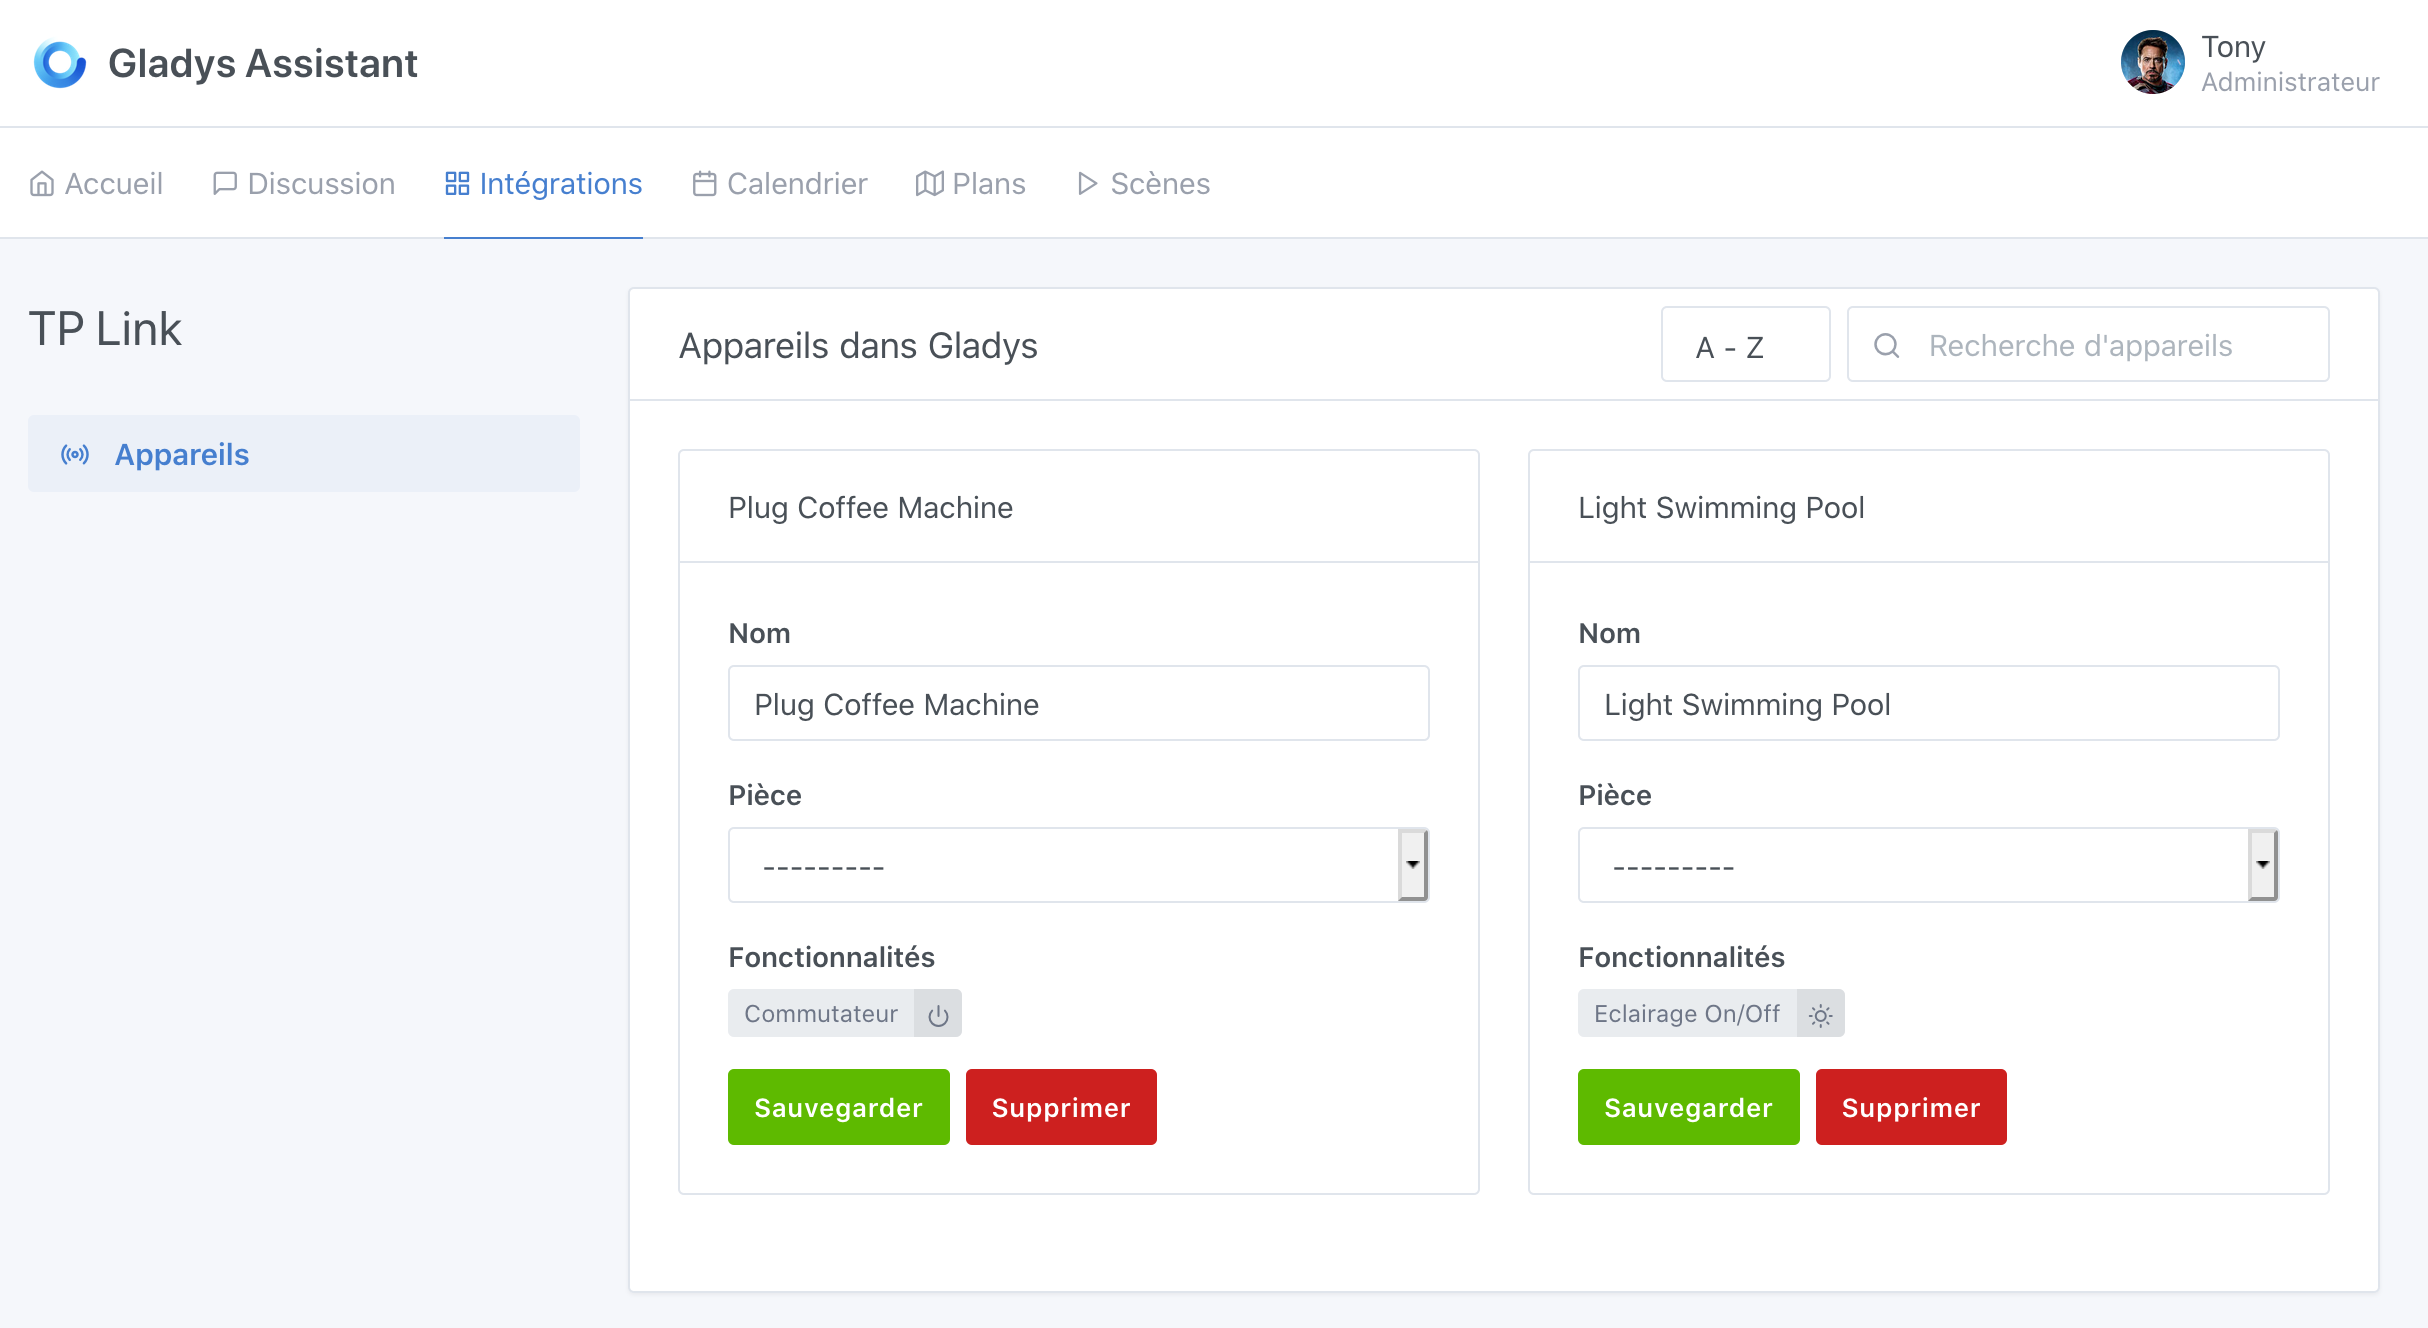 Gladys Assistant
Tony
Administrateur
Accueil
Discussion
Intégrations
Calendrier
Plans
Scènes
TP Link
Appareils
Appareils dans Gladys
A - Z
Recherche d'appareils
Plug Coffee Machine
Nom
Plug Coffee Machine
Pièce
---------
Fonctionnalités
Commutateur
Sauvegarder
Supprimer
Light Swimming Pool
Nom
Light Swimming Pool
Pièce
---------
Fonctionnalités
Eclairage On/Off
Sauvegarder
Supprimer